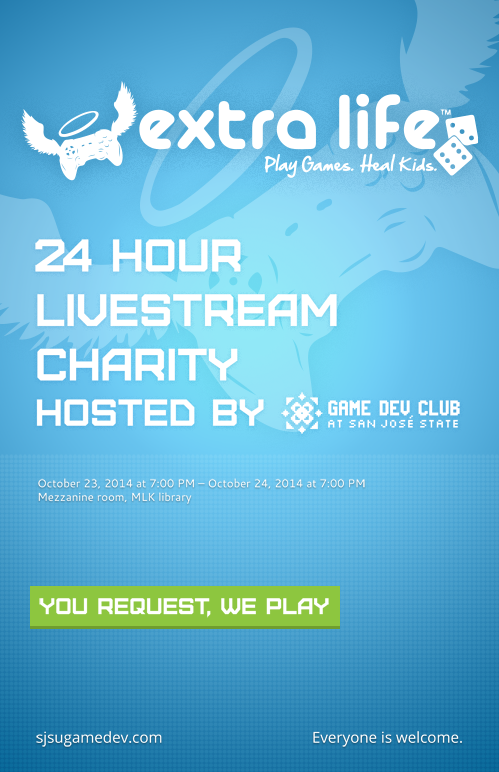 extra life™
Play Games. Heal Kids.
24 HOUR
LIVESTREAM
CHARITY
HOSTED BY GAME DEV CLUB
AT SAN JOSÉ STATE
October 23, 2014 at 7:00 PM – October 24, 2014 at 7:00 PM
Mezzanine room, MLK library
YOU REQUEST, WE PLAY
sjsugamedev.com Everyone is welcome.